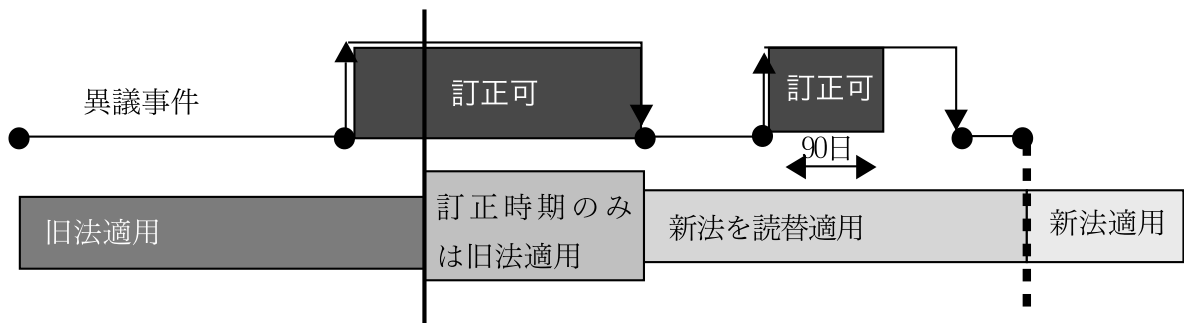 訂正可
訂正可
異議事件
90日
旧法適用
訂正時期のみ
は旧法適用
新法を読替適用
新法適用